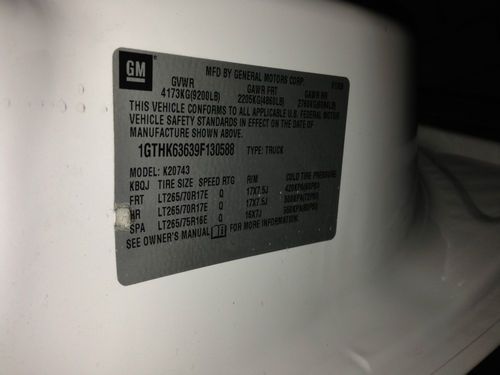 GM
MFD BY GENERAL MOTORS CORP
GVWR GAWR FRT GAWR RR
4173KG(9200LB) 2205KG(4860LB)
THIS VEHICLE CONFORMS TO ALL APPLICABLE U.S. FEDERAL MOTOR
VEHICLE SAFETY STANDARDS IN EFFECT ON THE DATE OF
MANUFACTURE SHOWN ABOVE.
1GTHK63639F130588 TYPE: TRUCK
MODEL: K20743
KBQJ TIRE SIZE SPEED RTG RIM COLD TIRE PRESSURE
FRT LT265/70R17E Q 17X7.5J
RR LT265/70R17E Q 17X7.5J
SPA LT265/75R16E Q 16X7J
SEE OWNER'S MANUAL FOR MORE INFORMATION.